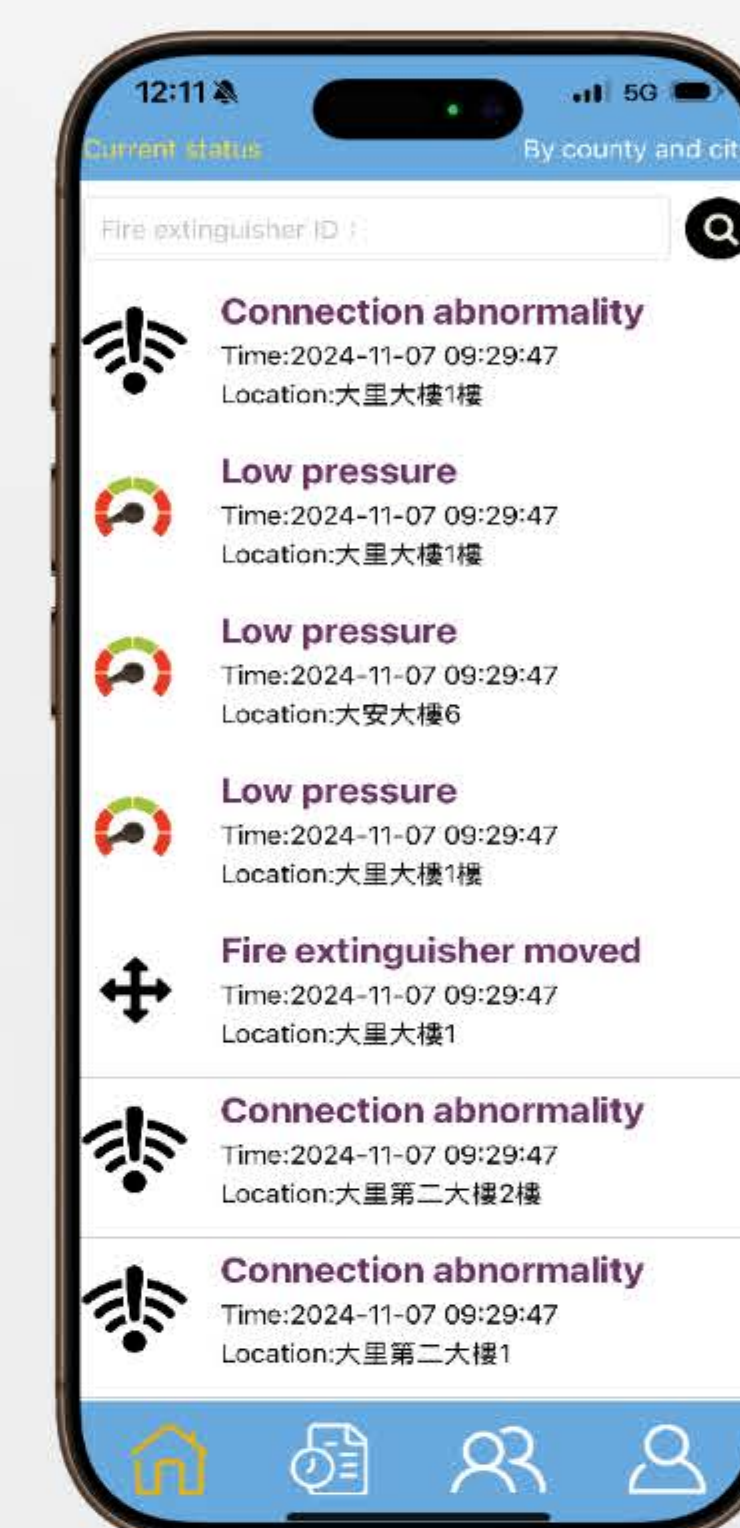 12:11
5G
Current status
By county and cit
Fire extinguisher ID :
Connection abnormality
Time:2024-11-07 09:29:47
Location:大里大樓1樓
Low pressure
Time:2024-11-07 09:29:47
Location:大里大樓1樓
Low pressure
Time:2024-11-07 09:29:47
Location:大安大樓6
Low pressure
Time:2024-11-07 09:29:47
Location:大里大樓1樓
Fire extinguisher moved
Time:2024-11-07 09:29:47
Location:大里大樓1
Connection abnormality
Time:2024-11-07 09:29:47
Location:大里第二大樓2樓
Connection abnormality
Time:2024-11-07 09:29:47
Location:大里第二大樓1